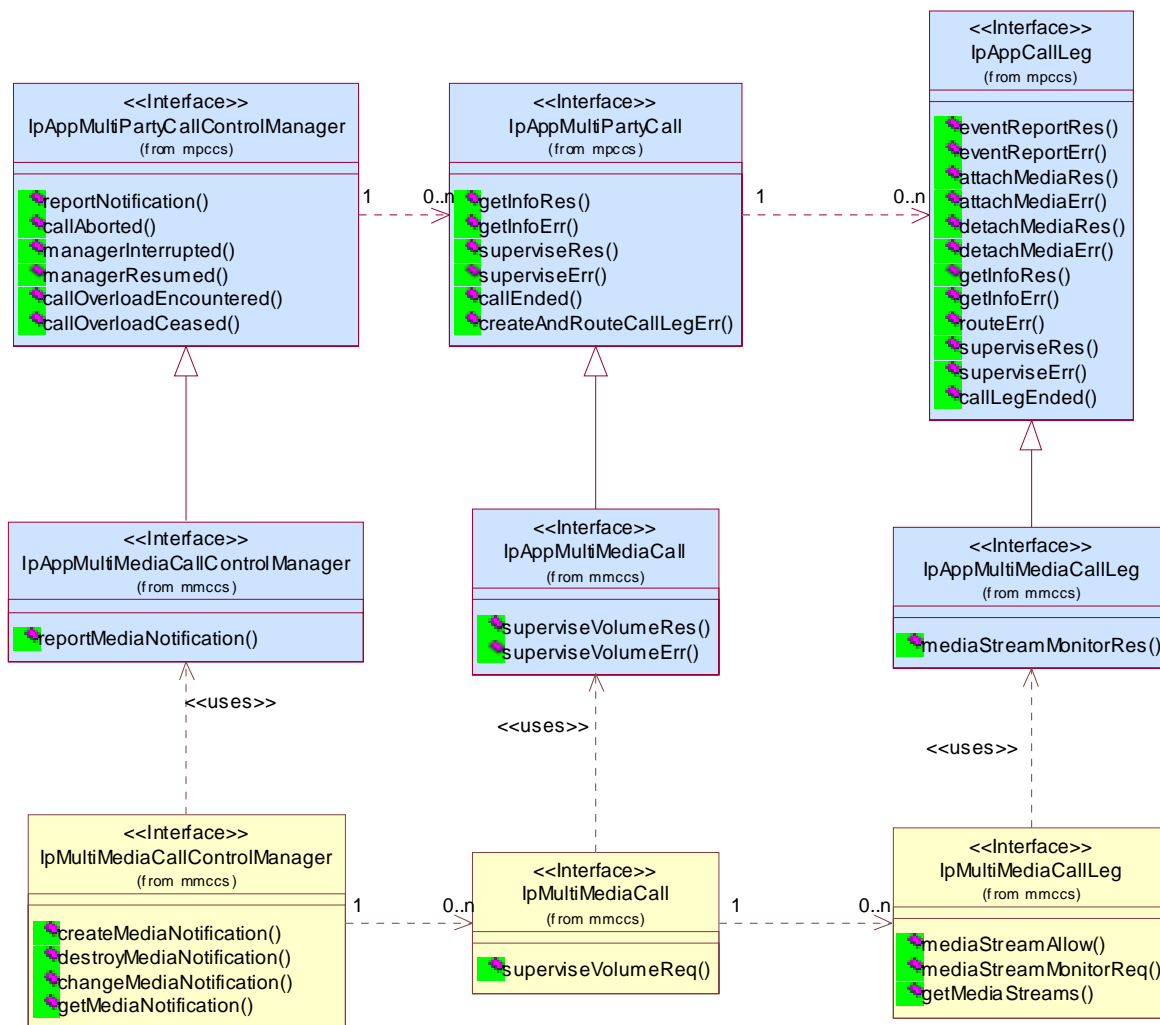 <<Interface>>
IpAppMultiPartyCallControlManager
(from mpccs)
reportNotification()
callAborted()
managerInterrupted()
managerResumed()
callOverloadEncountered()
callOverloadCeased()
1
0..n
<<Interface>>
IpAppMultiPartyCall
(from mpccs)
getInfoRes()
getInfoErr()
superviseRes()
superviseErr()
callEnded()
createAndRouteCallLegErr()
1
0..n
<<Interface>>
IpAppCallLeg
(from mpccs)
eventReportRes()
eventReportErr()
attachMediaRes()
attachMediaErr()
detachMediaRes()
detachMediaErr()
getInfoRes()
getInfoErr()
routeErr()
superviseRes()
superviseErr()
callLegEnded()
<<Interface>>
IpAppMultiMediaCallControlManager
(from mmccs)
reportMediaNotification()
<<Interface>>
IpAppMultiMediaCall
(from mmccs)
superviseVolumeRes()
superviseVolumeErr()
<<Interface>>
IpAppMultiMediaCallLeg
(from mmccs)
mediaStreamMonitorRes()
<<uses>>
<<uses>>
<<uses>>
<<Interface>>
IpMultiMediaCallControlManager
(from mmccs)
createMediaNotification()
destroyMediaNotification()
changeMediaNotification()
getMediaNotification()
1
0..n
<<Interface>>
IpMultiMediaCall
(from mmccs)
superviseVolumeReq()
1
0..n
<<Interface>>
IpMultiMediaCallLeg
(from mmccs)
mediaStreamAllow()
mediaStreamMonitorReq()
getMediaStreams()